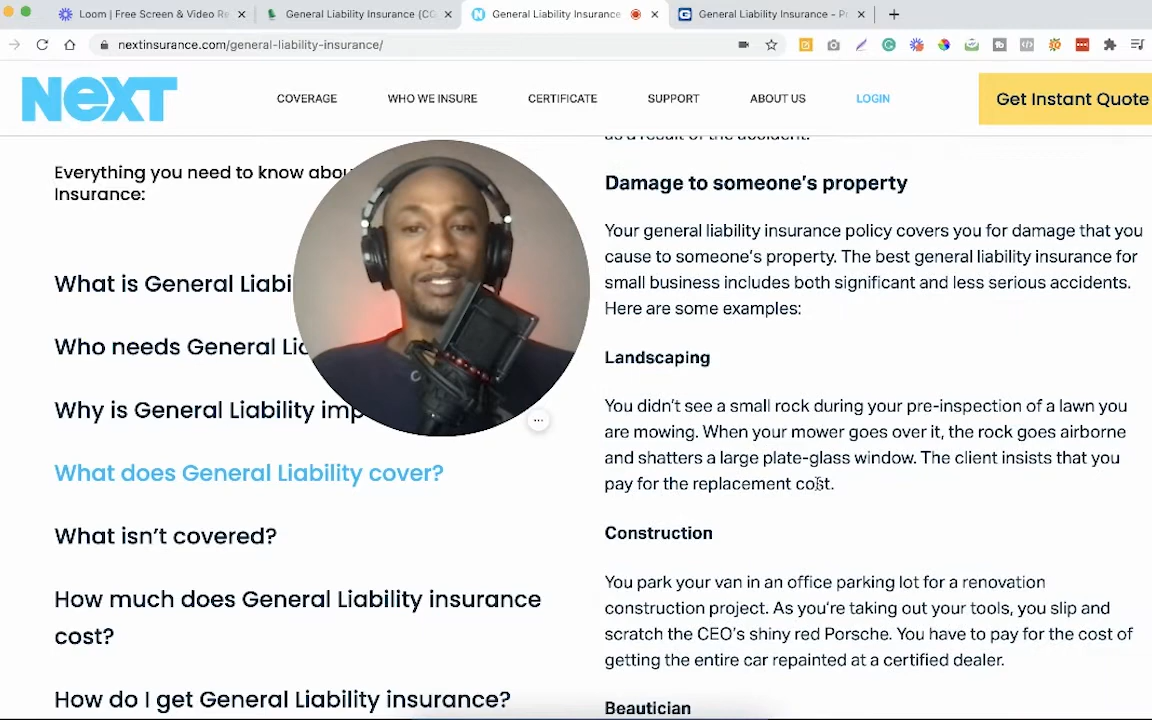 Loom | Free Screen & Video Re
General Liability Insurance (CG
General Liability Insurance
General Liability Insurance - Pr
nextinsurance.com/general-liability-insurance/
NEXT
COVERAGE
WHO WE INSURE
CERTIFICATE
SUPPORT
ABOUT US
LOGIN
Get Instant Quote
as a result of the accident.
Everything you need to know abou
Insurance:
What is General Liabi
Who needs General Lia
Why is General Liability imp
What does General Liability cover?
What isn't covered?
How much does General Liability insurance
cost?
How do I get General Liability insurance?
Damage to someone's property
Your general liability insurance policy covers you for damage that you
cause to someone's property. The best general liability insurance for
small business includes both significant and less serious accidents.
Here are some examples:
Landscaping
You didn't see a small rock during your pre-inspection of a lawn you
are mowing. When your mower goes over it, the rock goes airborne
and shatters a large plate-glass window. The client insists that you
pay for the replacement cost.
Construction
You park your van in an office parking lot for a renovation
construction project. As you're taking out your tools, you slip and
scratch the CEO's shiny red Porsche. You have to pay for the cost of
getting the entire car repainted at a certified dealer.
Beautician